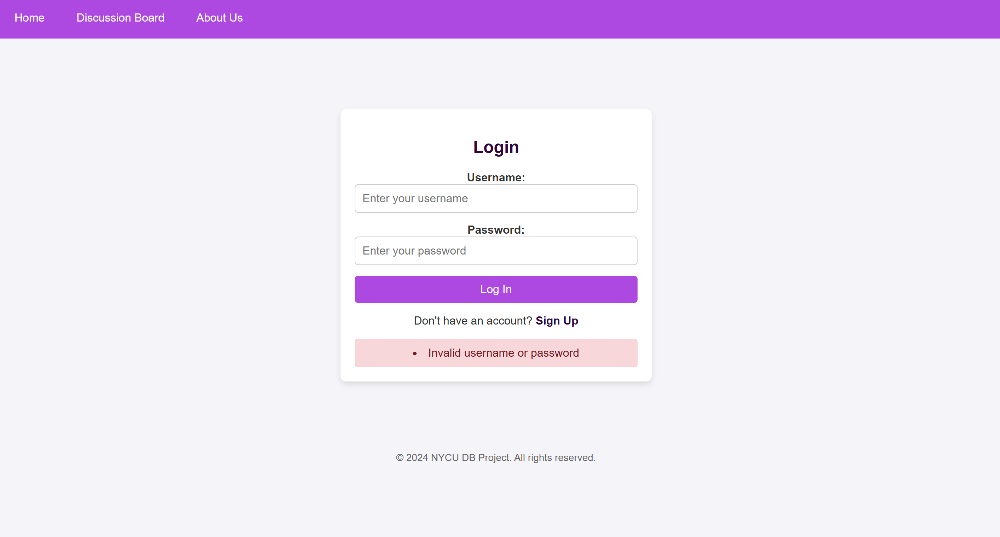 Home Discussion Board About Us
Login
Username:
Enter your username
Password:
Enter your password
Log In
Don't have an account? Sign Up
• Invalid username or password
© 2024 NYCU DB Project. All rights reserved.